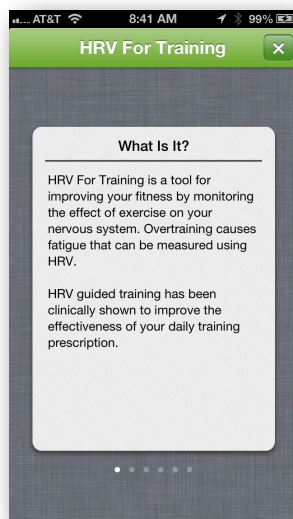 AT&T 8:41 AM 99%
HRV For Training
What Is It?
HRV For Training is a tool for
improving your fitness by monitoring
the effect of exercise on your
nervous system. Overtraining causes
fatigue that can be measured using
HRV.
HRV guided training has been
clinically shown to improve the
effectiveness of your daily training
prescription.